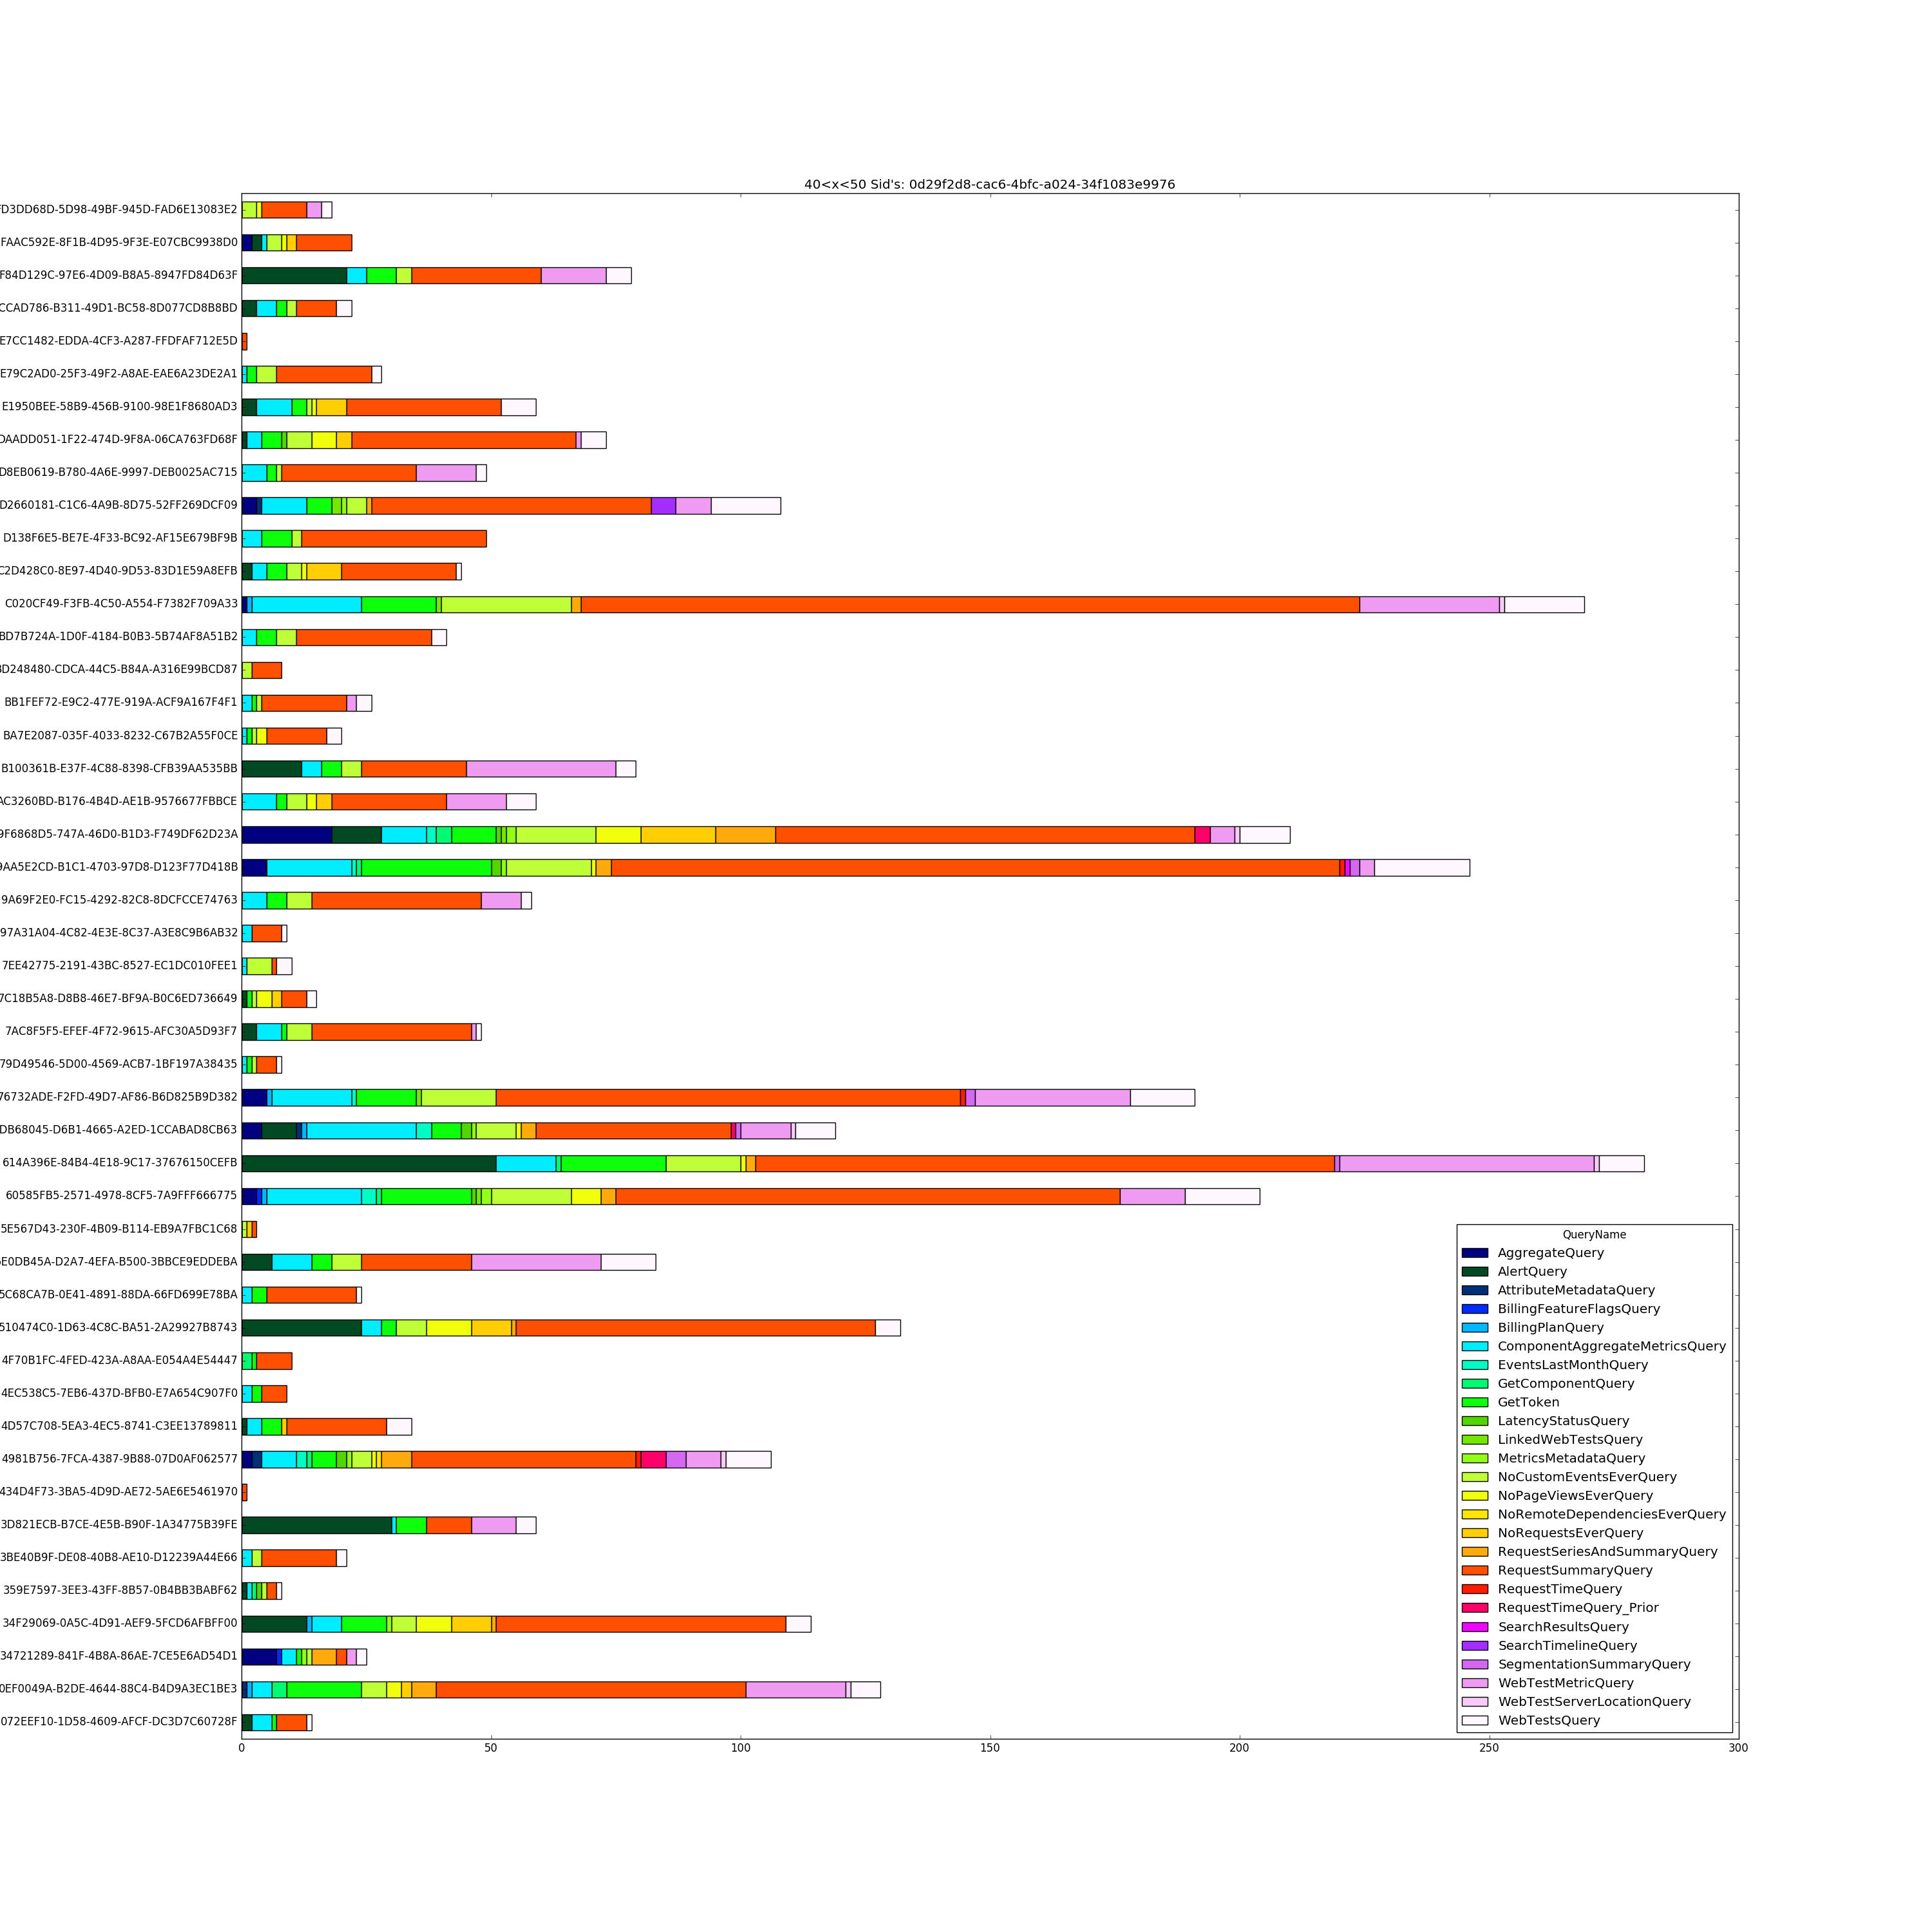 40<x<50 Sid's: 0d29f2d8-cac6-4bfc-a024-34f1083e9976
FD3DD68D-5D98-49BF-945D-FAD6E13083E2
FAAC592E-8F1B-4D95-9F3E-E07CBC9938D0
F84D129C-97E6-4D09-B8A5-8947FD84D63F
CCAD786-B311-49D1-BC58-8D077CD8B8BD
E7CC1482-EDDA-4CF3-A287-FFDFAF712E5D
E79C2AD0-25F3-49F2-A8AE-EAE6A23DE2A1
E1950BEE-58B9-456B-9100-98E1F8680AD3
DAADD051-1F22-474D-9F8A-06CA763FD68F
D8EB0619-B780-4A6E-9997-DEB0025AC715
D2660181-C1C6-4A9B-8D75-52FF269DCF09
D138F6E5-BE7E-4F33-BC92-AF15E679BF9B
C2D428C0-8E97-4D40-9D53-83D1E59A8EFB
C020CF49-F3FB-4C50-A554-F7382F709A33
BD7B724A-1D0F-4184-B0B3-5B74AF8A51B2
BD248480-CDCA-44C5-B84A-A316E99BCD87
BB1FEF72-E9C2-477E-919A-ACF9A167F4F1
BA7E2087-035F-4033-8232-C67B2A55F0CE
B100361B-E37F-4C88-8398-CFB39AA535BB
AC3260BD-B176-4B4D-AE1B-9576677FBBCE
9F6868D5-747A-46D0-B1D3-F749DF62D23A
9AA5E2CD-B1C1-4703-97D8-D123F77D418B
9A69F2E0-FC15-4292-82C8-8DCFCCE74763
97A31A04-4C82-4E3E-8C37-A3E8C9B6AB32
7EE42775-2191-43BC-8527-EC1DC010FEE1
7C18B5A8-D8B8-46E7-BF9A-B0C6ED736649
7AC8F5F5-EFEF-4F72-9615-AFC30A5D93F7
79D49546-5D00-4569-ACB7-1BF197A38435
76732ADE-F2FD-49D7-AF86-B6D825B9D382
DB68045-D6B1-4665-A2ED-1CCABAD8CB63
614A396E-84B4-4E18-9C17-37676150CEFB
60585FB5-2571-4978-8CF5-7A9FFF666775
5E567D43-230F-4B09-B114-EB9A7FBC1C68
5E0DB45A-D2A7-4EFA-B500-3BBCE9EDDEBA
5C68CA7B-0E41-4891-88DA-66FD699E78BA
510474C0-1D63-4C8C-BA51-2A29927B8743
4F70B1FC-4FED-423A-A8AA-E054A4E54447
4EC538C5-7EB6-437D-BFB0-E7A654C907F0
4D57C708-5EA3-4EC5-8741-C3EE13789811
4981B756-7FCA-4387-9B88-07D0AF062577
434D4F73-3BA5-4D9D-AE72-5AE6E5461970
3D821ECB-B7CE-4E5B-B90F-1A34775B39FE
3BE40B9F-DE08-40B8-AE10-D12239A44E66
359E7597-3EE3-43FF-8B57-0B4BB3BABF62
34F29069-0A5C-4D91-AEF9-5FCD6AFBFF00
34721289-841F-4B8A-86AE-7CE5E6AD54D1
0EF0049A-B2DE-4644-88C4-B4D9A3EC1BE3
072EEF10-1D58-4609-AFCF-DC3D7C60728F
0 50 100 150 200 250 300
QueryName
AggregateQuery
AlertQuery
AttributeMetadataQuery
BillingFeatureFlagsQuery
BillingPlanQuery
ComponentAggregateMetricsQuery
EventsLastMonthQuery
GetComponentQuery
GetToken
LatencyStatusQuery
LinkedWebTestsQuery
MetricsMetadataQuery
NoCustomEventsEverQuery
NoPageViewsEverQuery
NoRemoteDependenciesEverQuery
NoRequestsEverQuery
RequestSeriesAndSummaryQuery
RequestSummaryQuery
RequestTimeQuery
RequestTimeQuery_Prior
SearchResultsQuery
SearchTimelineQuery
SegmentationSummaryQuery
WebTestMetricQuery
WebTestServerLocationQuery
WebTestsQuery